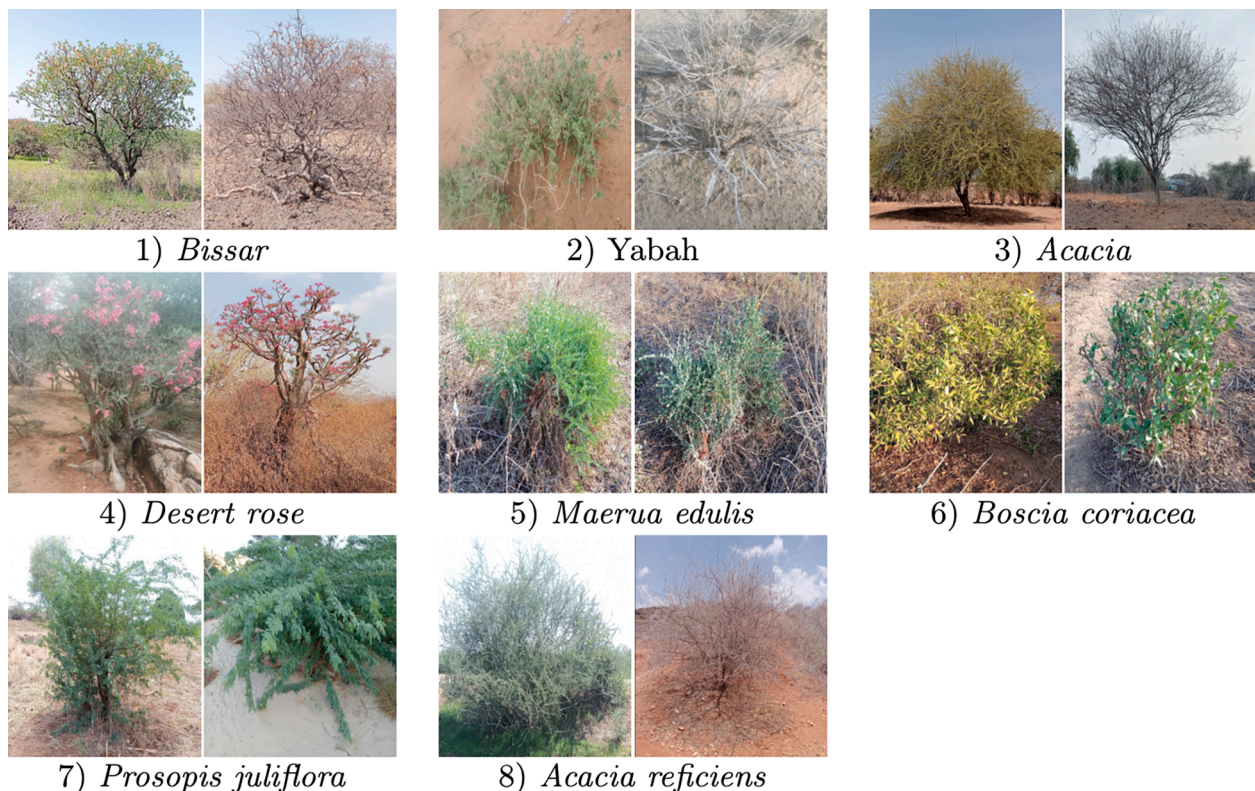 1) Bissar
2) Yabah
3) Acacia
4) Desert rose
5) Maerua edulis
6) Boscia coriacea
7) Prosopis juliflora
8) Acacia reficiens